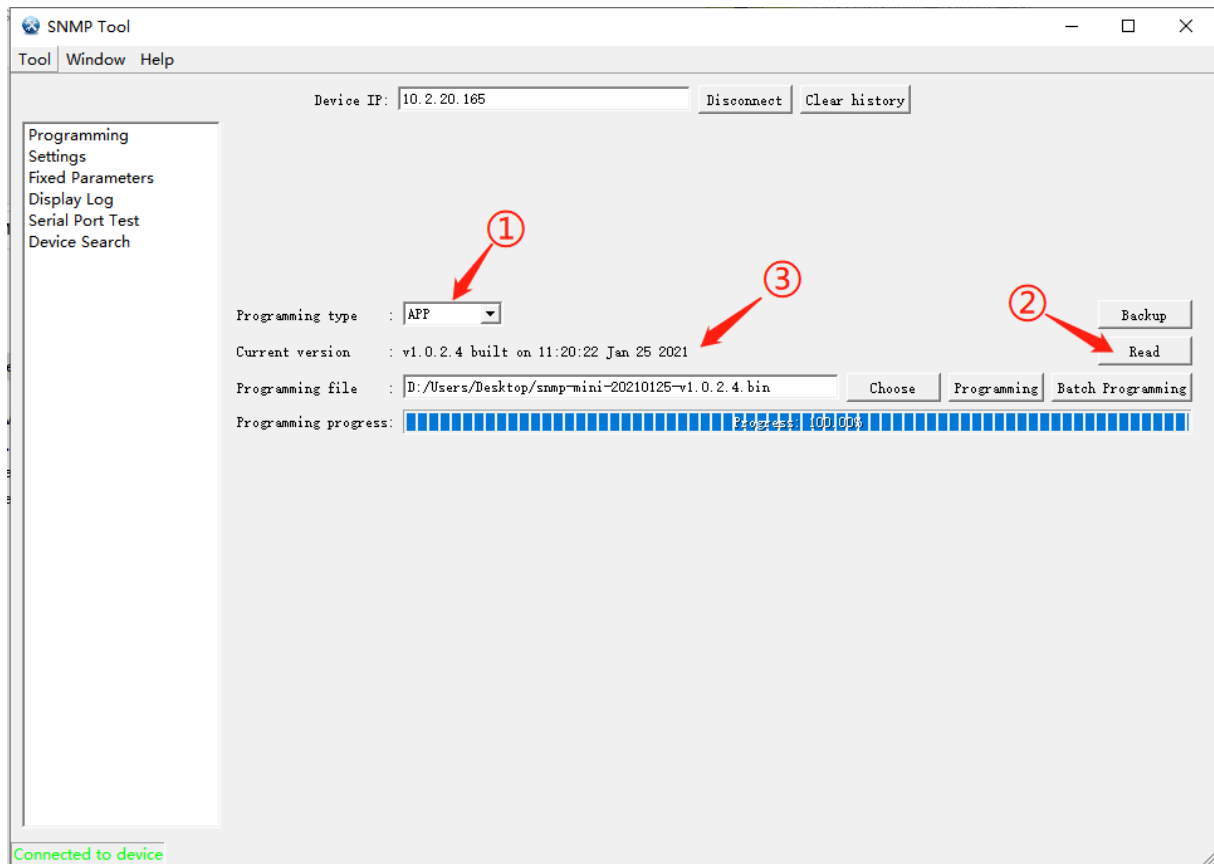 SNMP Tool
Tool Window Help
Device IP: 10.2.20.165 Disconnect Clear history
Programming
Settings
Fixed Parameters
Display Log
Serial Port Test
Device Search
①
③
②
Programming type : APP Backup
Current version : v1.0.2.4 built on 11:20:22 Jan 25 2021 Read
Programming file : D:/Users/Desktop/snmp-mini-20210125-v1.0.2.4.bin Choose Programming Batch Programming
Programming progress: Progress: 100.00%
Connected to device